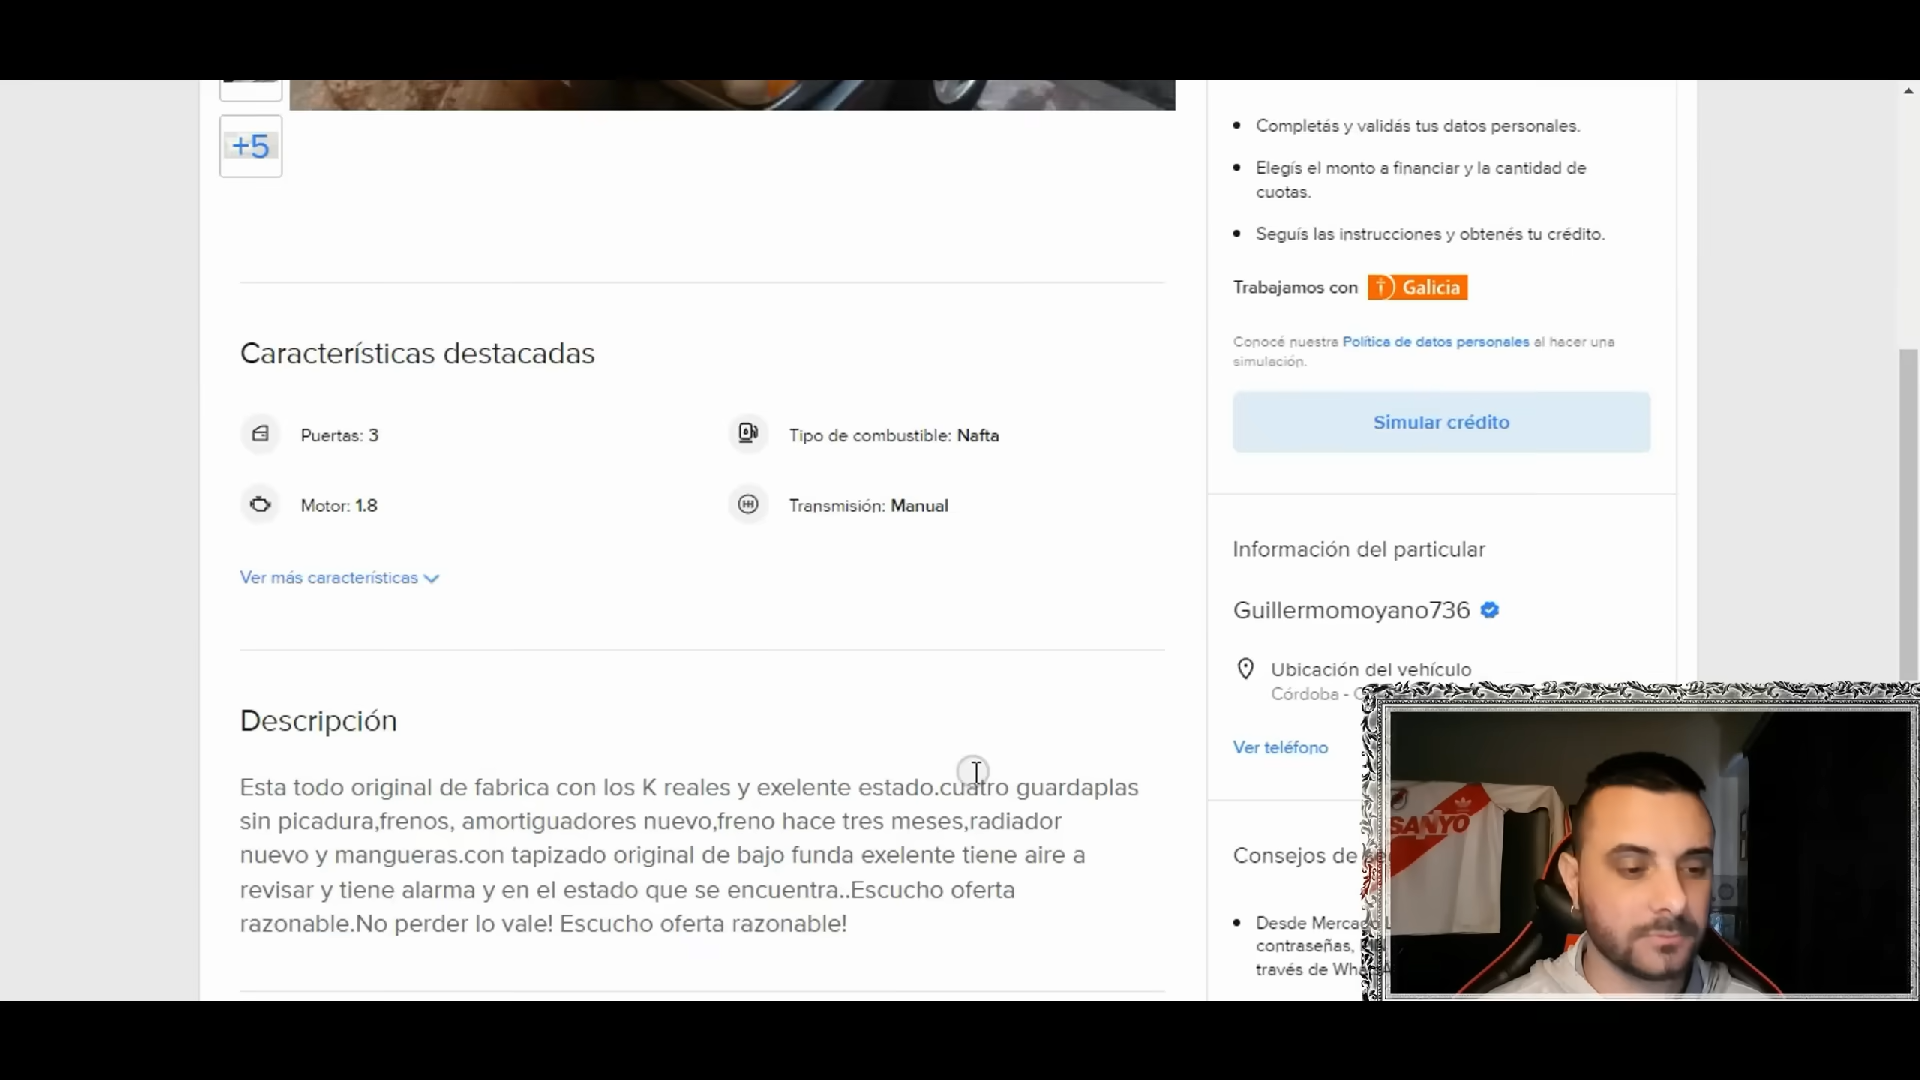 +5
Características destacadas
Puertas: 3
Tipo de combustible: Nafta
Motor: 1.8
Transmisión: Manual
Ver más características
Descripción
Esta todo original de fabrica con los K reales y exelente estado.cuatro guardaplas
sin picadura,frenos, amortiguadores nuevo,freno hace tres meses,radiador
nuevo y mangueras.con tapizado original de bajo funda exelente tiene aire a
revisar y tiene alarma y en el estado que se encuentra..Escucho oferta
razonable.No perder lo vale! Escucho oferta razonable!
• Completás y validás tus datos personales.
• Elegís el monto a financiar y la cantidad de
cuotas.
• Seguís las instrucciones y obtenés tu crédito.
Trabajamos con Galicia
Conocé nuestra Política de datos personales al hacer una
simulación.
Simular crédito
Información del particular
Guillermomoyano736
Ubicación del vehículo
Córdoba -
Ver teléfono
Consejos de
• Desde Mercado L
contraseñas,
través de
SANYO